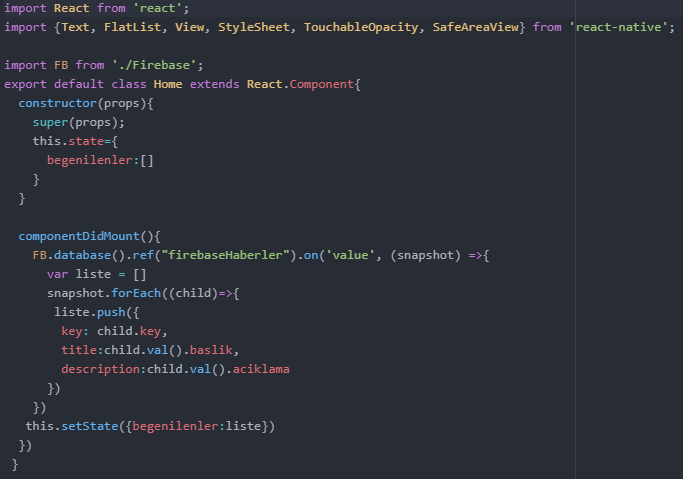 import React from 'react';
import {Text, FlatList, View, StyleSheet, TouchableOpacity, SafeAreaView} from 'react-native';
import FB from './Firebase';
export default class Home extends React.Component{
constructor(props){
super(props);
this.state={
begenilenler:[]
}
}
componentDidMount(){
FB.database().ref("firebaseHaberler").on('value', (snapshot) =>{
var liste = []
snapshot.forEach((child)=>{
liste.push({
key: child.key,
title:child.val().baslik,
description:child.val().aciklama
})
})
this.setState({begenilenler:liste})
})
}